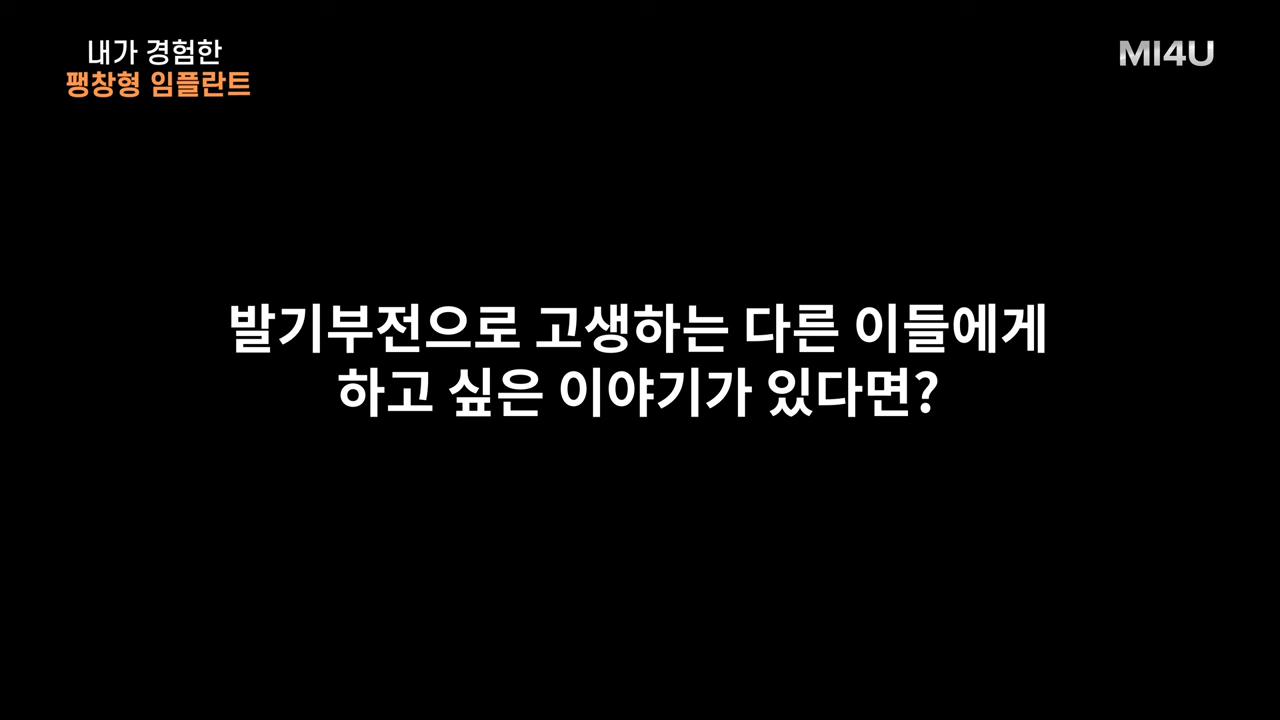 내가 경험한
팽창형 임플란트
MI4U
발기부전으로 고생하는 다른 이들에게
하고 싶은 이야기가 있다면?